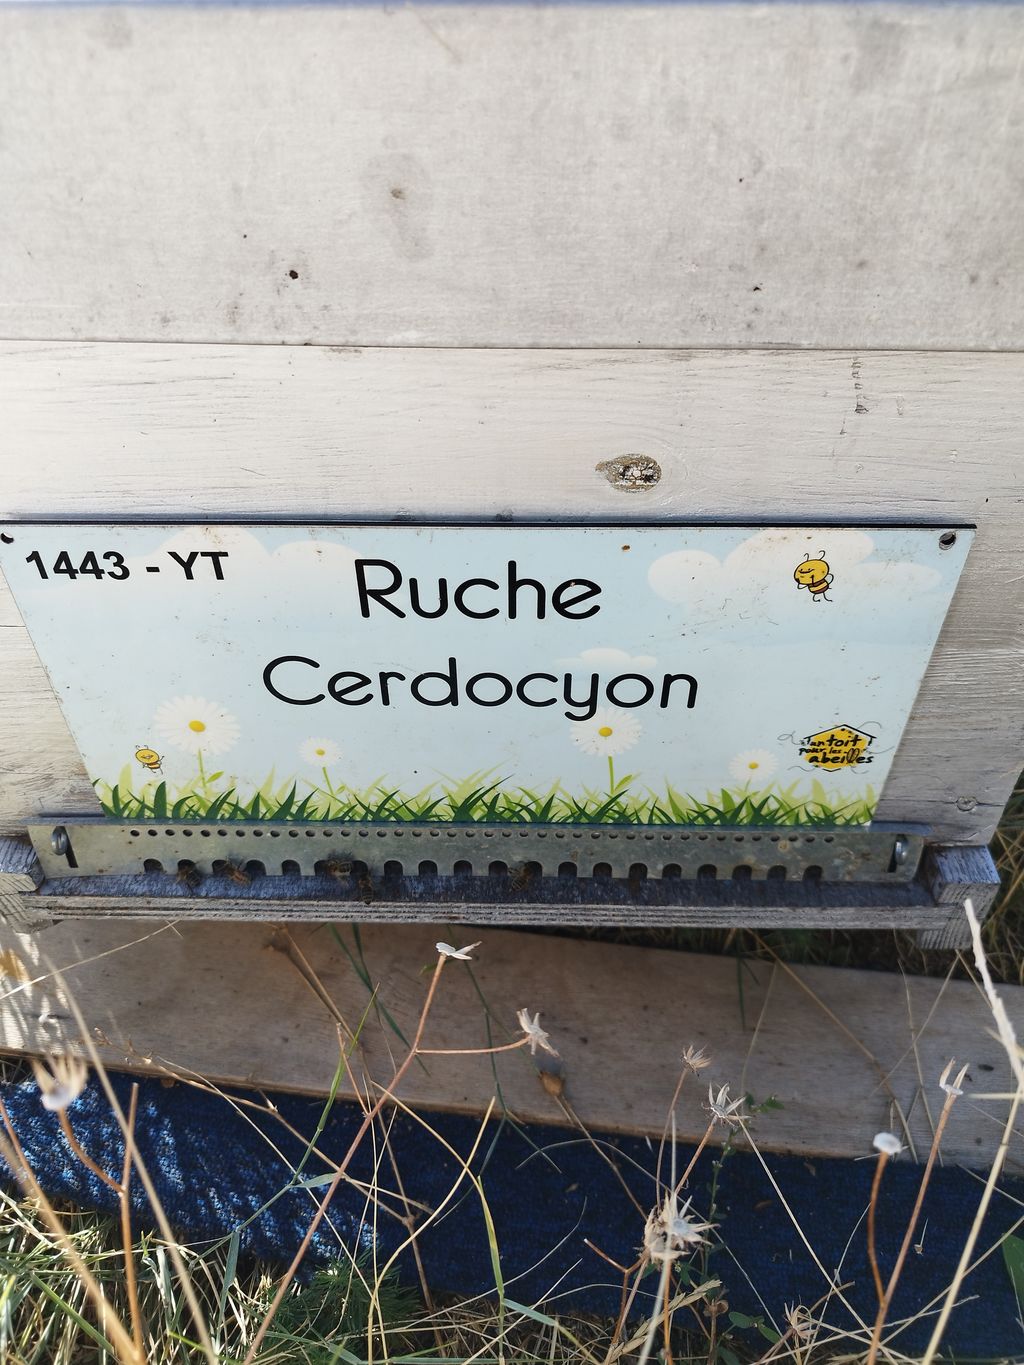 1443 - YT
Ruche
Cerdocyon
un toit
pour les
abeilles